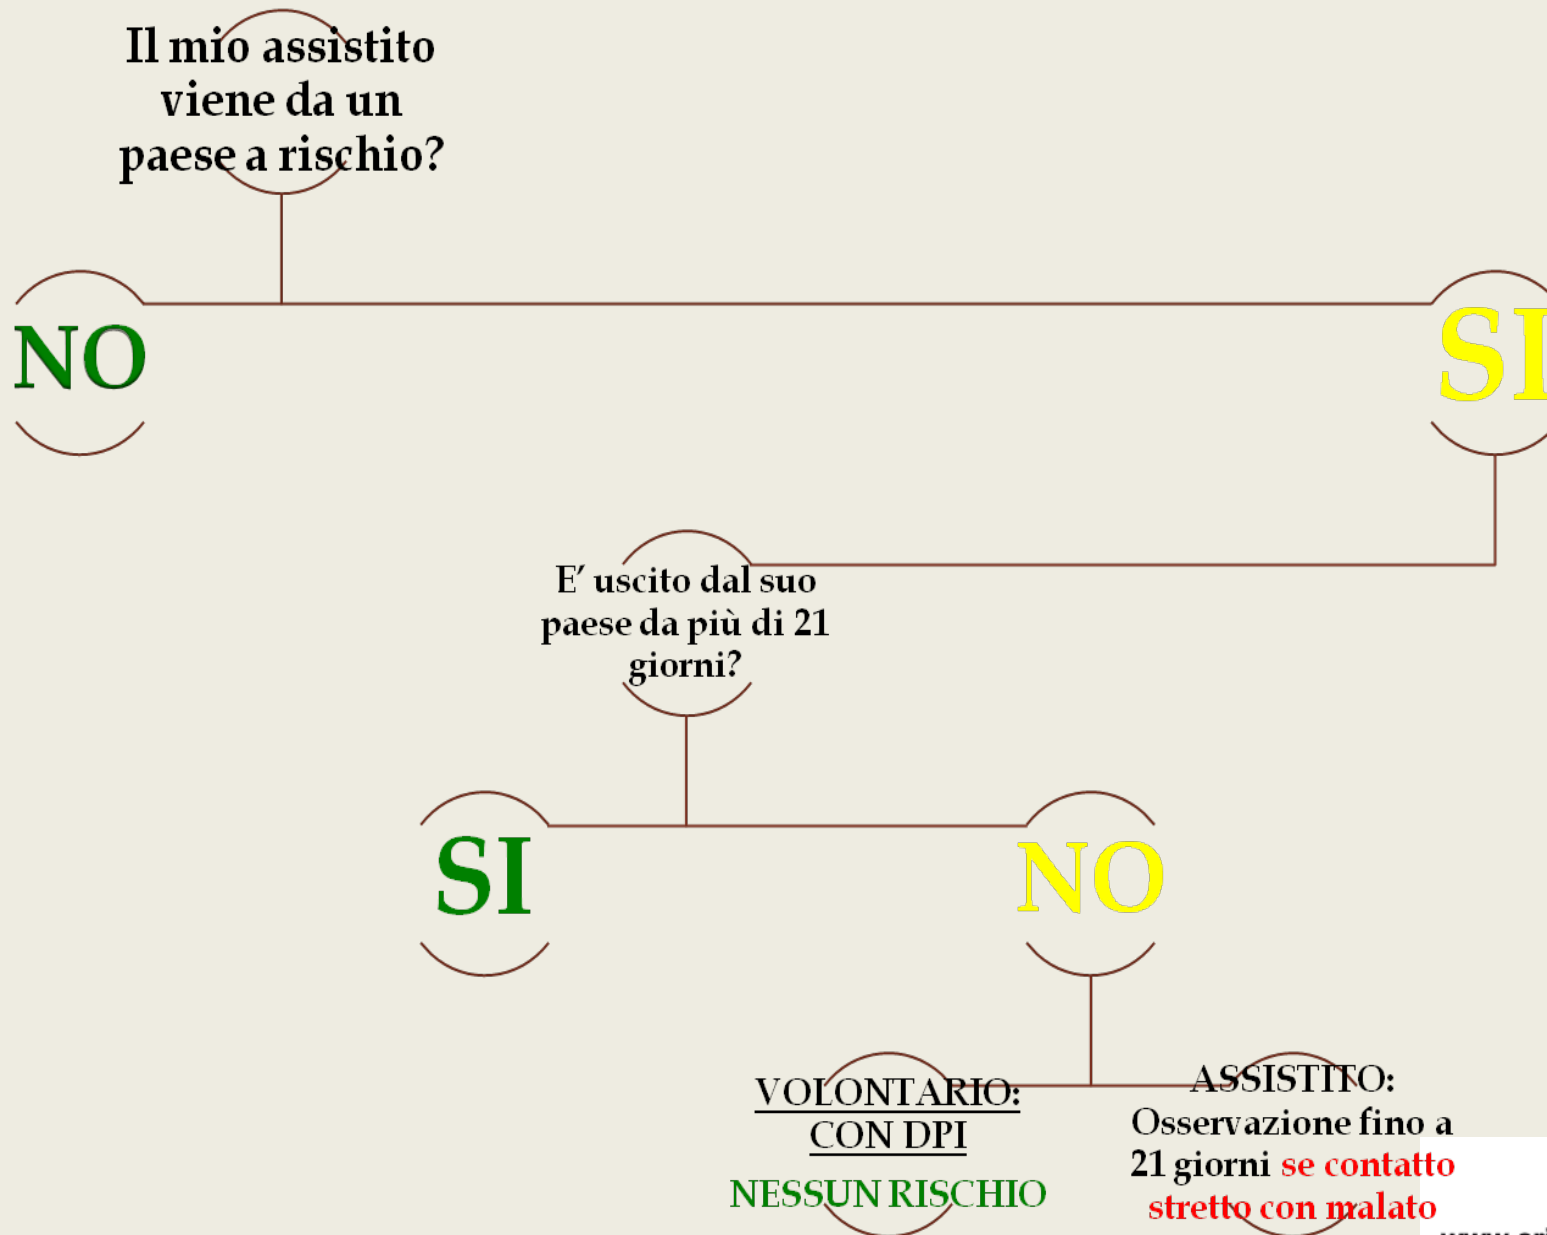 Il mio assistito
viene da un
paese a rischio?
NO
SI
E' uscito dal suo
paese da più di 21
giorni?
SI
NO
VOLONTARIO:
CON DPI
NESSUN RISCHIO
ASSISTITO:
Osservazione fino a
21 giorni se contatto
stretto con malato